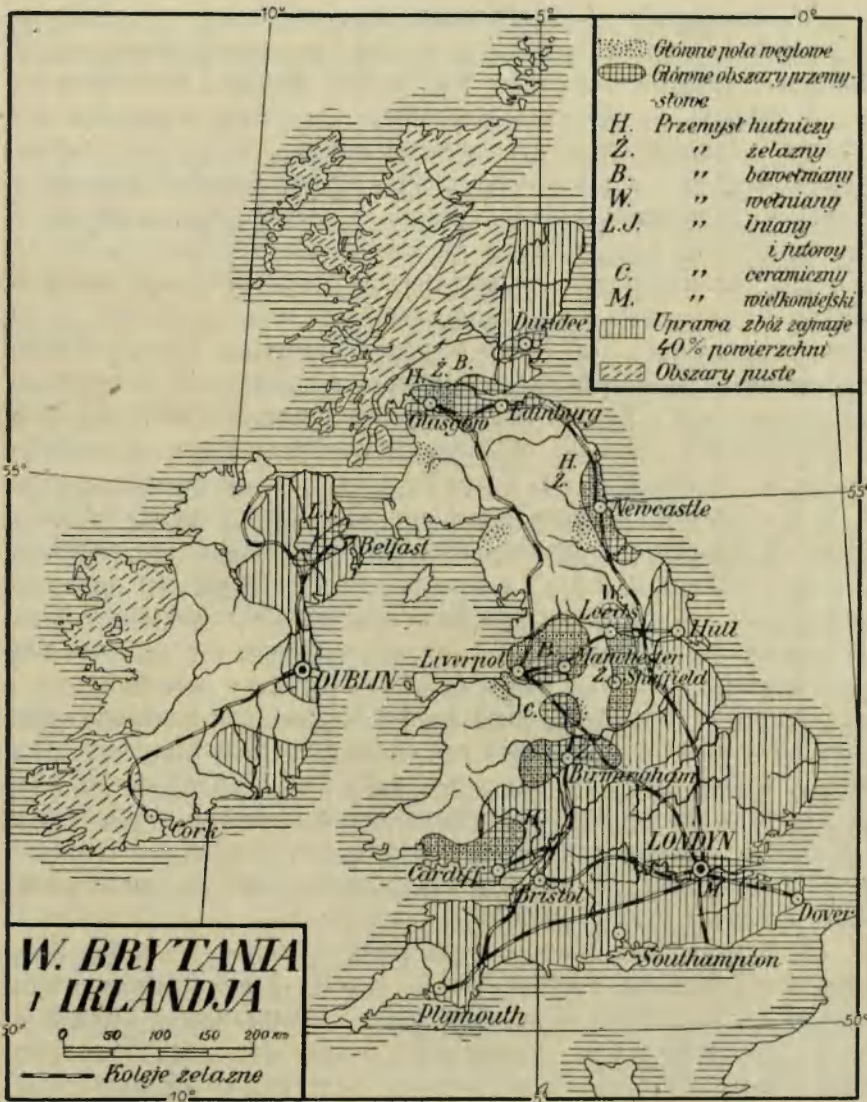 10°
5°
0°
Główne pola węglowe
Główne obszary przemy-
-słowe
H. Przemysł hutniczy
Ż. " żelazny
B. " bawełniany
W. " wełniany
L.J. " lniany
i jutowy
C. " ceramiczny
M. " wielkomiejski
Uprawa zbóż zajmuje
40% powierzchni
Obszary puste
Dundee
J.
H. Ż. B.
Glasgow
Edinburg
55°
55°
H.
Ż.
Newcastle
L.J.
Belfast
W.
Leeds
Hull
B.
Liverpol
Manchester
Ż. Sheffield
DUBLIN
C.
Birmingham
Cork
H.
LONDYN
Cardiff
M.
Bristol
Dover
Southampton
Plymouth
W. BRYTANIA
I IRLANDJA
0 50 100 150 200 km
Koleje żelazne
50°
50°
10°
5°